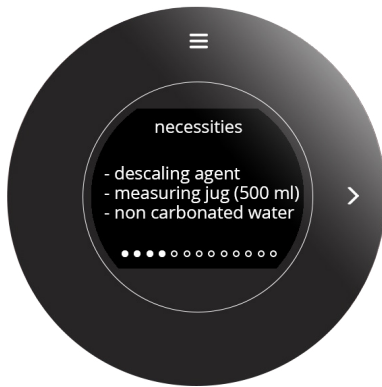 necessities
- descaling agent
- measuring jug (500 ml)
- non carbonated water